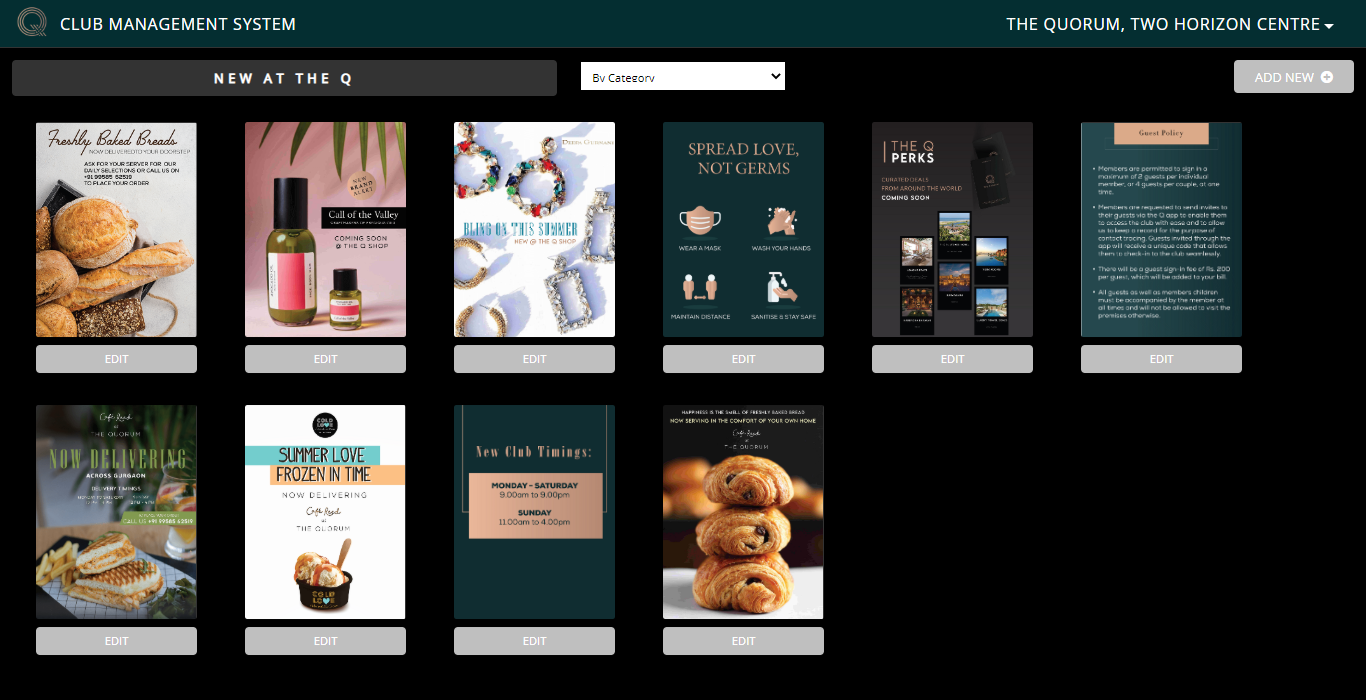 CLUB MANAGEMENT SYSTEM
THE QUORUM, TWO HORIZON CENTRE
NEW AT THE Q
By Category
ADD NEW
Freshly Baked Breads
NOW DELIVERED TO YOUR DOORSTEP
ASK FOR YOUR SERVER FOR OUR
DAILY SELECTIONS OR CALL US ON
+91 99585 62519
TO PLACE YOUR ORDER
EDIT
NEW
BRAND
ALERT
Call of the Valley
COMING SOON
@ THE Q SHOP
EDIT
BLING ON THIS SUMMER
NEW @ THE Q SHOP
EDIT
SPREAD LOVE,
NOT GERMS
WEAR A MASK
WASH YOUR HANDS
MAINTAIN DISTANCE
SANITISE & STAY SAFE
EDIT
THE Q
PERKS
CURATED DEALS
FROM AROUND THE WORLD
COMING SOON
EDIT
Guest Policy
• Members are permitted to sign in a
maximum of 2 guests per individual
member, or 4 guests per couple, at one
time.
• Members are requested to send invites to
their guests via the Q app to enable them
to access the club with ease and to allow
us to keep a record for the purpose of
contact tracing. Guests invited through the
app will receive a unique code that allows
them to check-in to the club seamlessly.
• There will be a guest sign-in fee of Rs. 200
per guest, which will be added to your bill.
• All guests as well as members children
must be accompanied by the member at
all times and will not be allowed to visit the
premises otherwise.
EDIT
Café Reed
at
THE QUORUM
NOW DELIVERING
ACROSS GURGAON
DELIVERY TIMINGS
CALL US +91 99585 62519
EDIT
COLD
LOVE
SUMMER LOVE
FROZEN IN TIME
NOW DELIVERING
Café Reed
at
THE QUORUM
COLD
LOVE
EDIT
New Club Timings:
MONDAY - SATURDAY
9.00am to 9.00pm
SUNDAY
11.00am to 4.00pm
EDIT
HAPPINESS IS THE SMELL OF FRESHLY BAKED BREAD
NOW SERVING IN THE COMFORT OF YOUR OWN HOME
Café Reed
at
THE QUORUM
EDIT